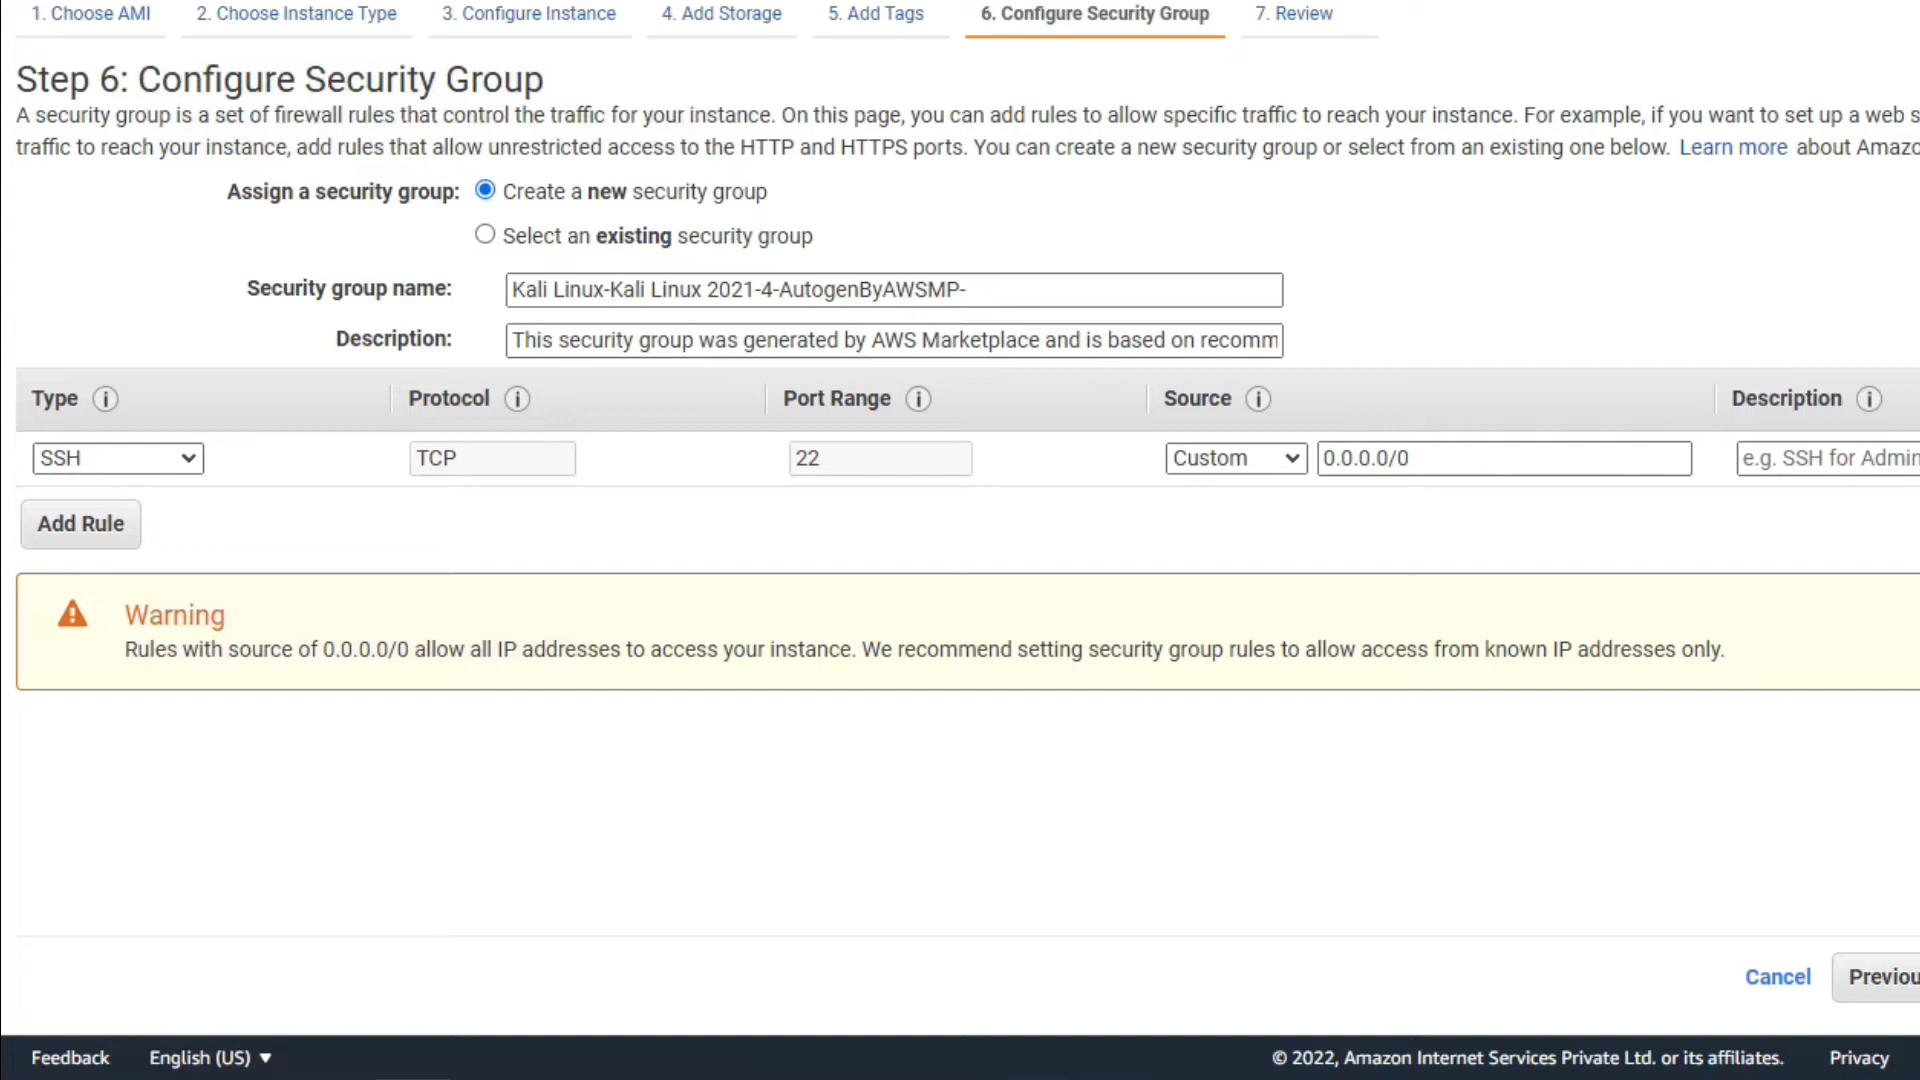 1. Choose AMI 2. Choose Instance Type 3. Configure Instance 4. Add Storage 5. Add Tags 6. Configure Security Group 7. Review
Step 6: Configure Security Group
A security group is a set of firewall rules that control the traffic for your instance. On this page, you can add rules to allow specific traffic to reach your instance. For example, if you want to set up a web s
traffic to reach your instance, add rules that allow unrestricted access to the HTTP and HTTPS ports. You can create a new security group or select from an existing one below. Learn more about Amazo
Assign a security group: Create a new security group
Select an existing security group
Security group name: Kali Linux-Kali Linux 2021-4-AutogenByAWSMP-
Description: This security group was generated by AWS Marketplace and is based on recomm
Type i Protocol i Port Range i Source i Description i
SSH TCP 22 Custom 0.0.0.0/0 e.g. SSH for Admin
Add Rule
Warning
Rules with source of 0.0.0.0/0 allow all IP addresses to access your instance. We recommend setting security group rules to allow access from known IP addresses only.
Cancel Previou
Feedback English (US) © 2022, Amazon Internet Services Private Ltd. or its affiliates. Privacy